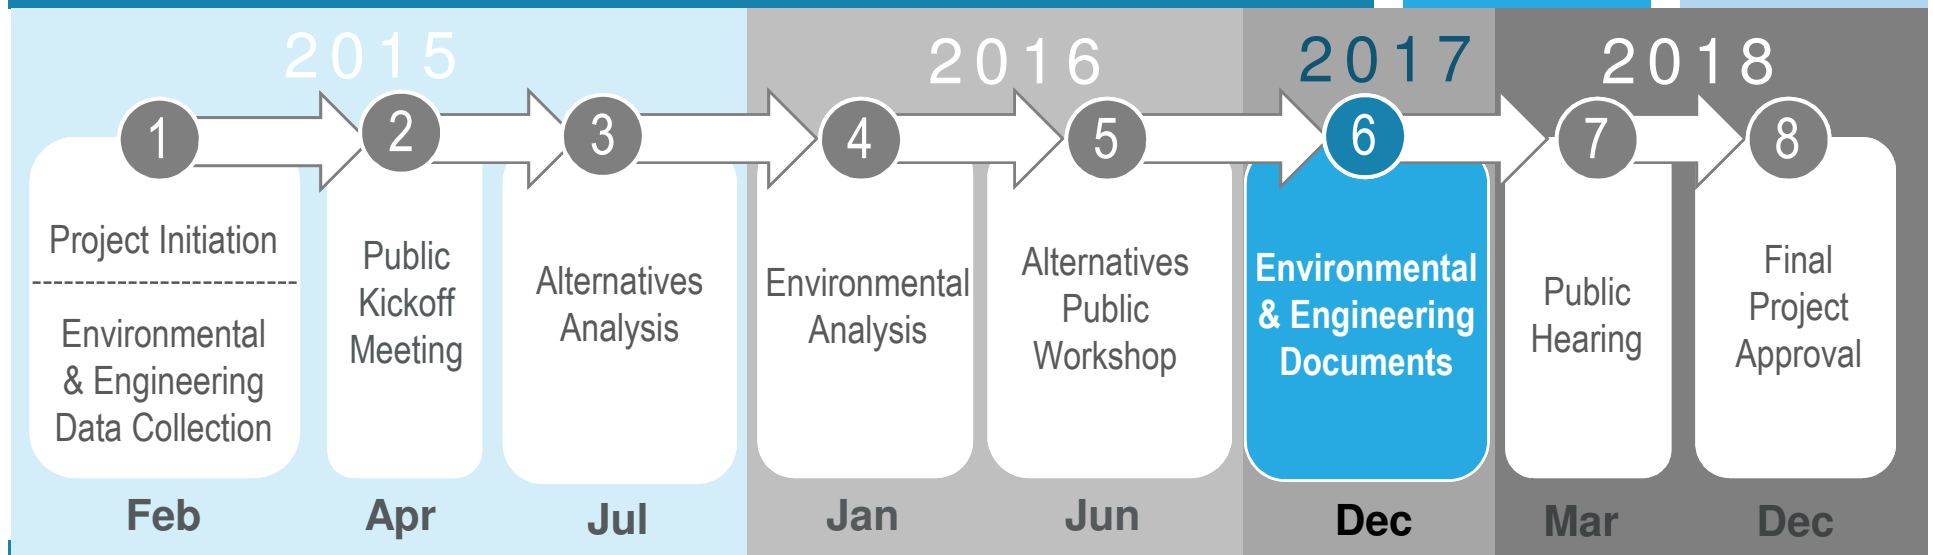 2015
2016
2017
2018
1
2
3
4
5
6
7
8
Project Initiation
Environmental
& Engineering
Data Collection
Public
Kickoff
Meeting
Alternatives
Analysis
Environmental
Analysis
Alternatives
Public
Workshop
Environmental
& Engineering
Documents
Public
Hearing
Final
Project
Approval
Feb
Apr
Jul
Jan
Jun
Dec
Mar
Dec